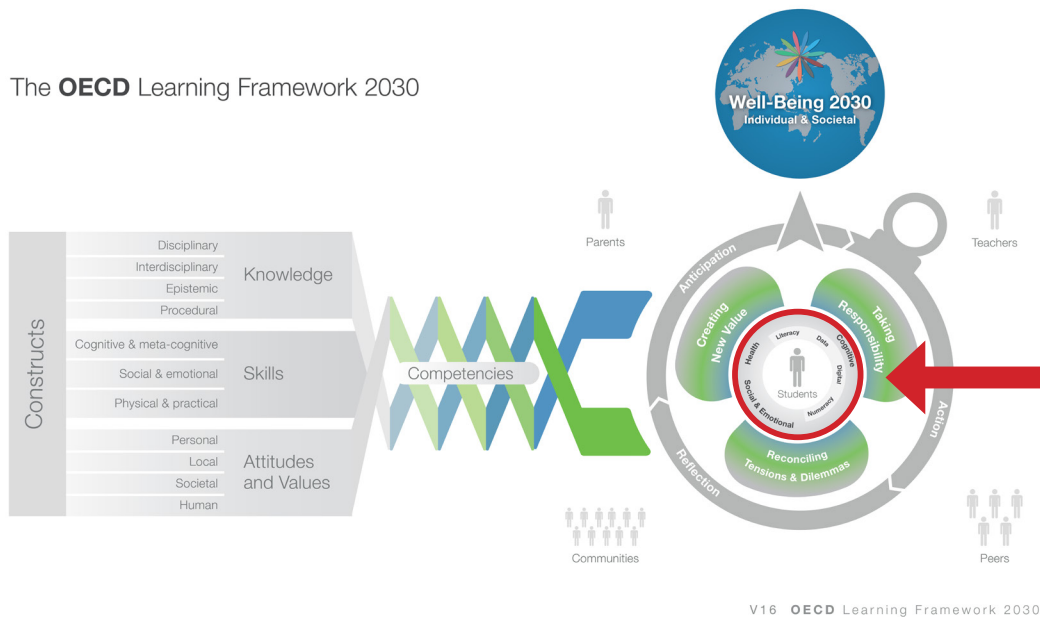 The OECD Learning Framework 2030
Well-Being 2030
Individual & Societal
Constructs
Disciplinary
Interdisciplinary
Epistemic
Procedural
Knowledge
Cognitive & meta-cognitive
Social & emotional
Physical & practical
Skills
Personal
Local
Societal
Human
Attitudes
and Values
Competencies
Parents
Teachers
Communities
Peers
Anticipation
Action
Reflection
Creating
New Value
Taking
Responsibility
Reconciling
Tensions & Dilemmas
Health
Literacy
Data
Cognitive
Digital
Numeracy
Social & Emotional
Students
V16 OECD Learning Framework 2030